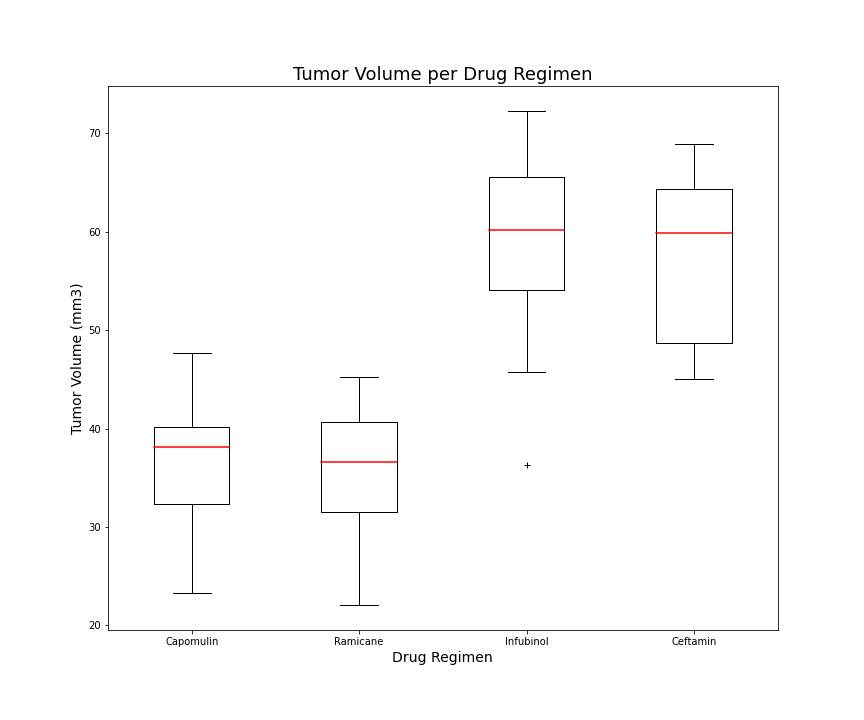 Tumor Volume per Drug Regimen
Tumor Volume (mm3)
70
60
50
40
30
20
Capomulin Ramicane Infubinol Ceftamin
Drug Regimen